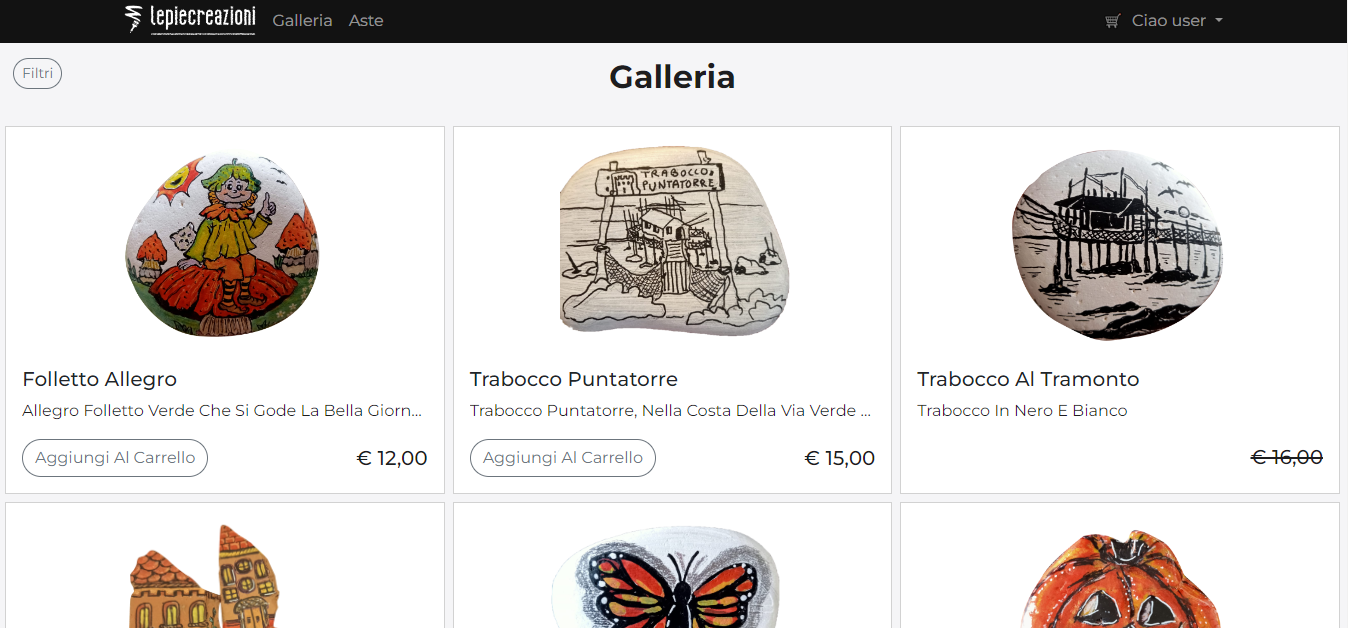 lepiecreazioni Galleria Aste Ciao user
Filtri
Galleria
TRABOCCO
PUNTATORRE
Folletto Allegro
Allegro Folletto Verde Che Si Gode La Bella Giorn...
Aggiungi Al Carrello € 12,00
Trabocco Puntatorre
Trabocco Puntatorre, Nella Costa Della Via Verde ...
Aggiungi Al Carrello € 15,00
Trabocco Al Tramonto
Trabocco In Nero E Bianco
€ 16,00